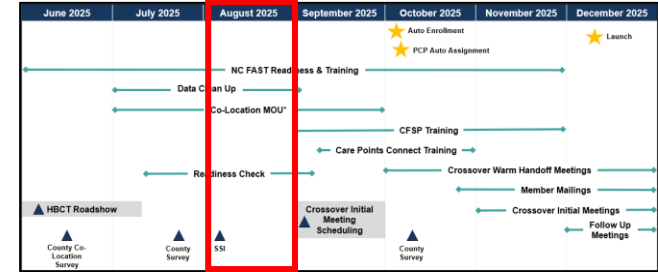 June 2025 July 2025 August 2025 September 2025 October 2025 November 2025 December 2025
Auto Enrollment
Launch
PCP Auto Assignment
NC FAST Readiness & Training
Data Clean Up
Co-Location MOU*
CFSP Training
Care Points Connect Training
Readiness Check
Crossover Warm Handoff Meetings
Member Mailings
HBCT Roadshow
Crossover Initial
Meeting
Scheduling
Crossover Initial Meetings
Follow Up
Meetings
County Co-
Location
Survey
County
Survey
SSI
County
Survey